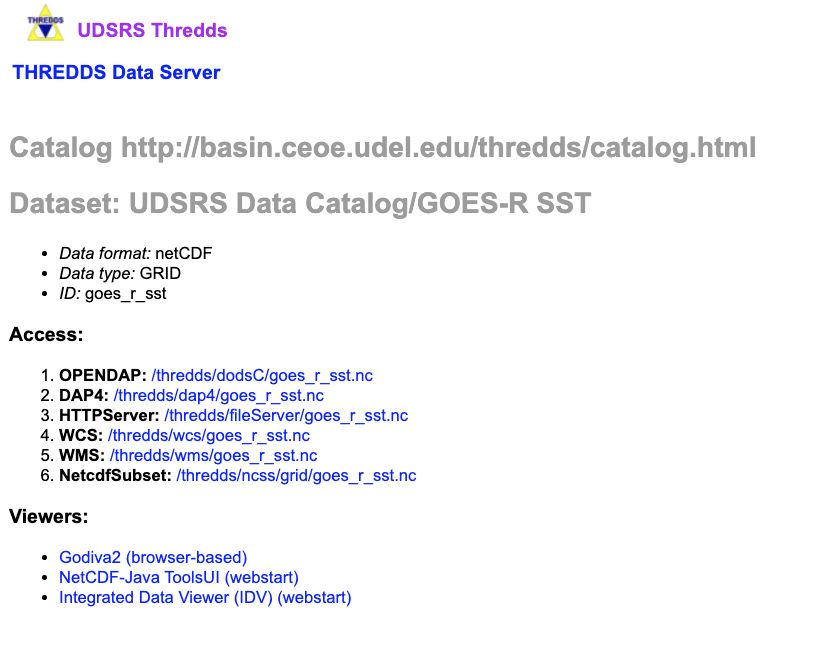 THREDDS
UDSRS Thredds
THREDDS Data Server
Catalog http://basin.ceoe.udel.edu/thredds/catalog.html
Dataset: UDSRS Data Catalog/GOES-R SST
• Data format: netCDF
• Data type: GRID
• ID: goes_r_sst
Access:
1. OPENDAP: /thredds/dodsC/goes_r_sst.nc
2. DAP4: /thredds/dap4/goes_r_sst.nc
3. HTTPServer: /thredds/fileServer/goes_r_sst.nc
4. WCS: /thredds/wcs/goes_r_sst.nc
5. WMS: /thredds/wms/goes_r_sst.nc
6. NetcdfSubset: /thredds/ncss/grid/goes_r_sst.nc
Viewers:
• Godiva2 (browser-based)
• NetCDF-Java ToolsUI (webstart)
• Integrated Data Viewer (IDV) (webstart)